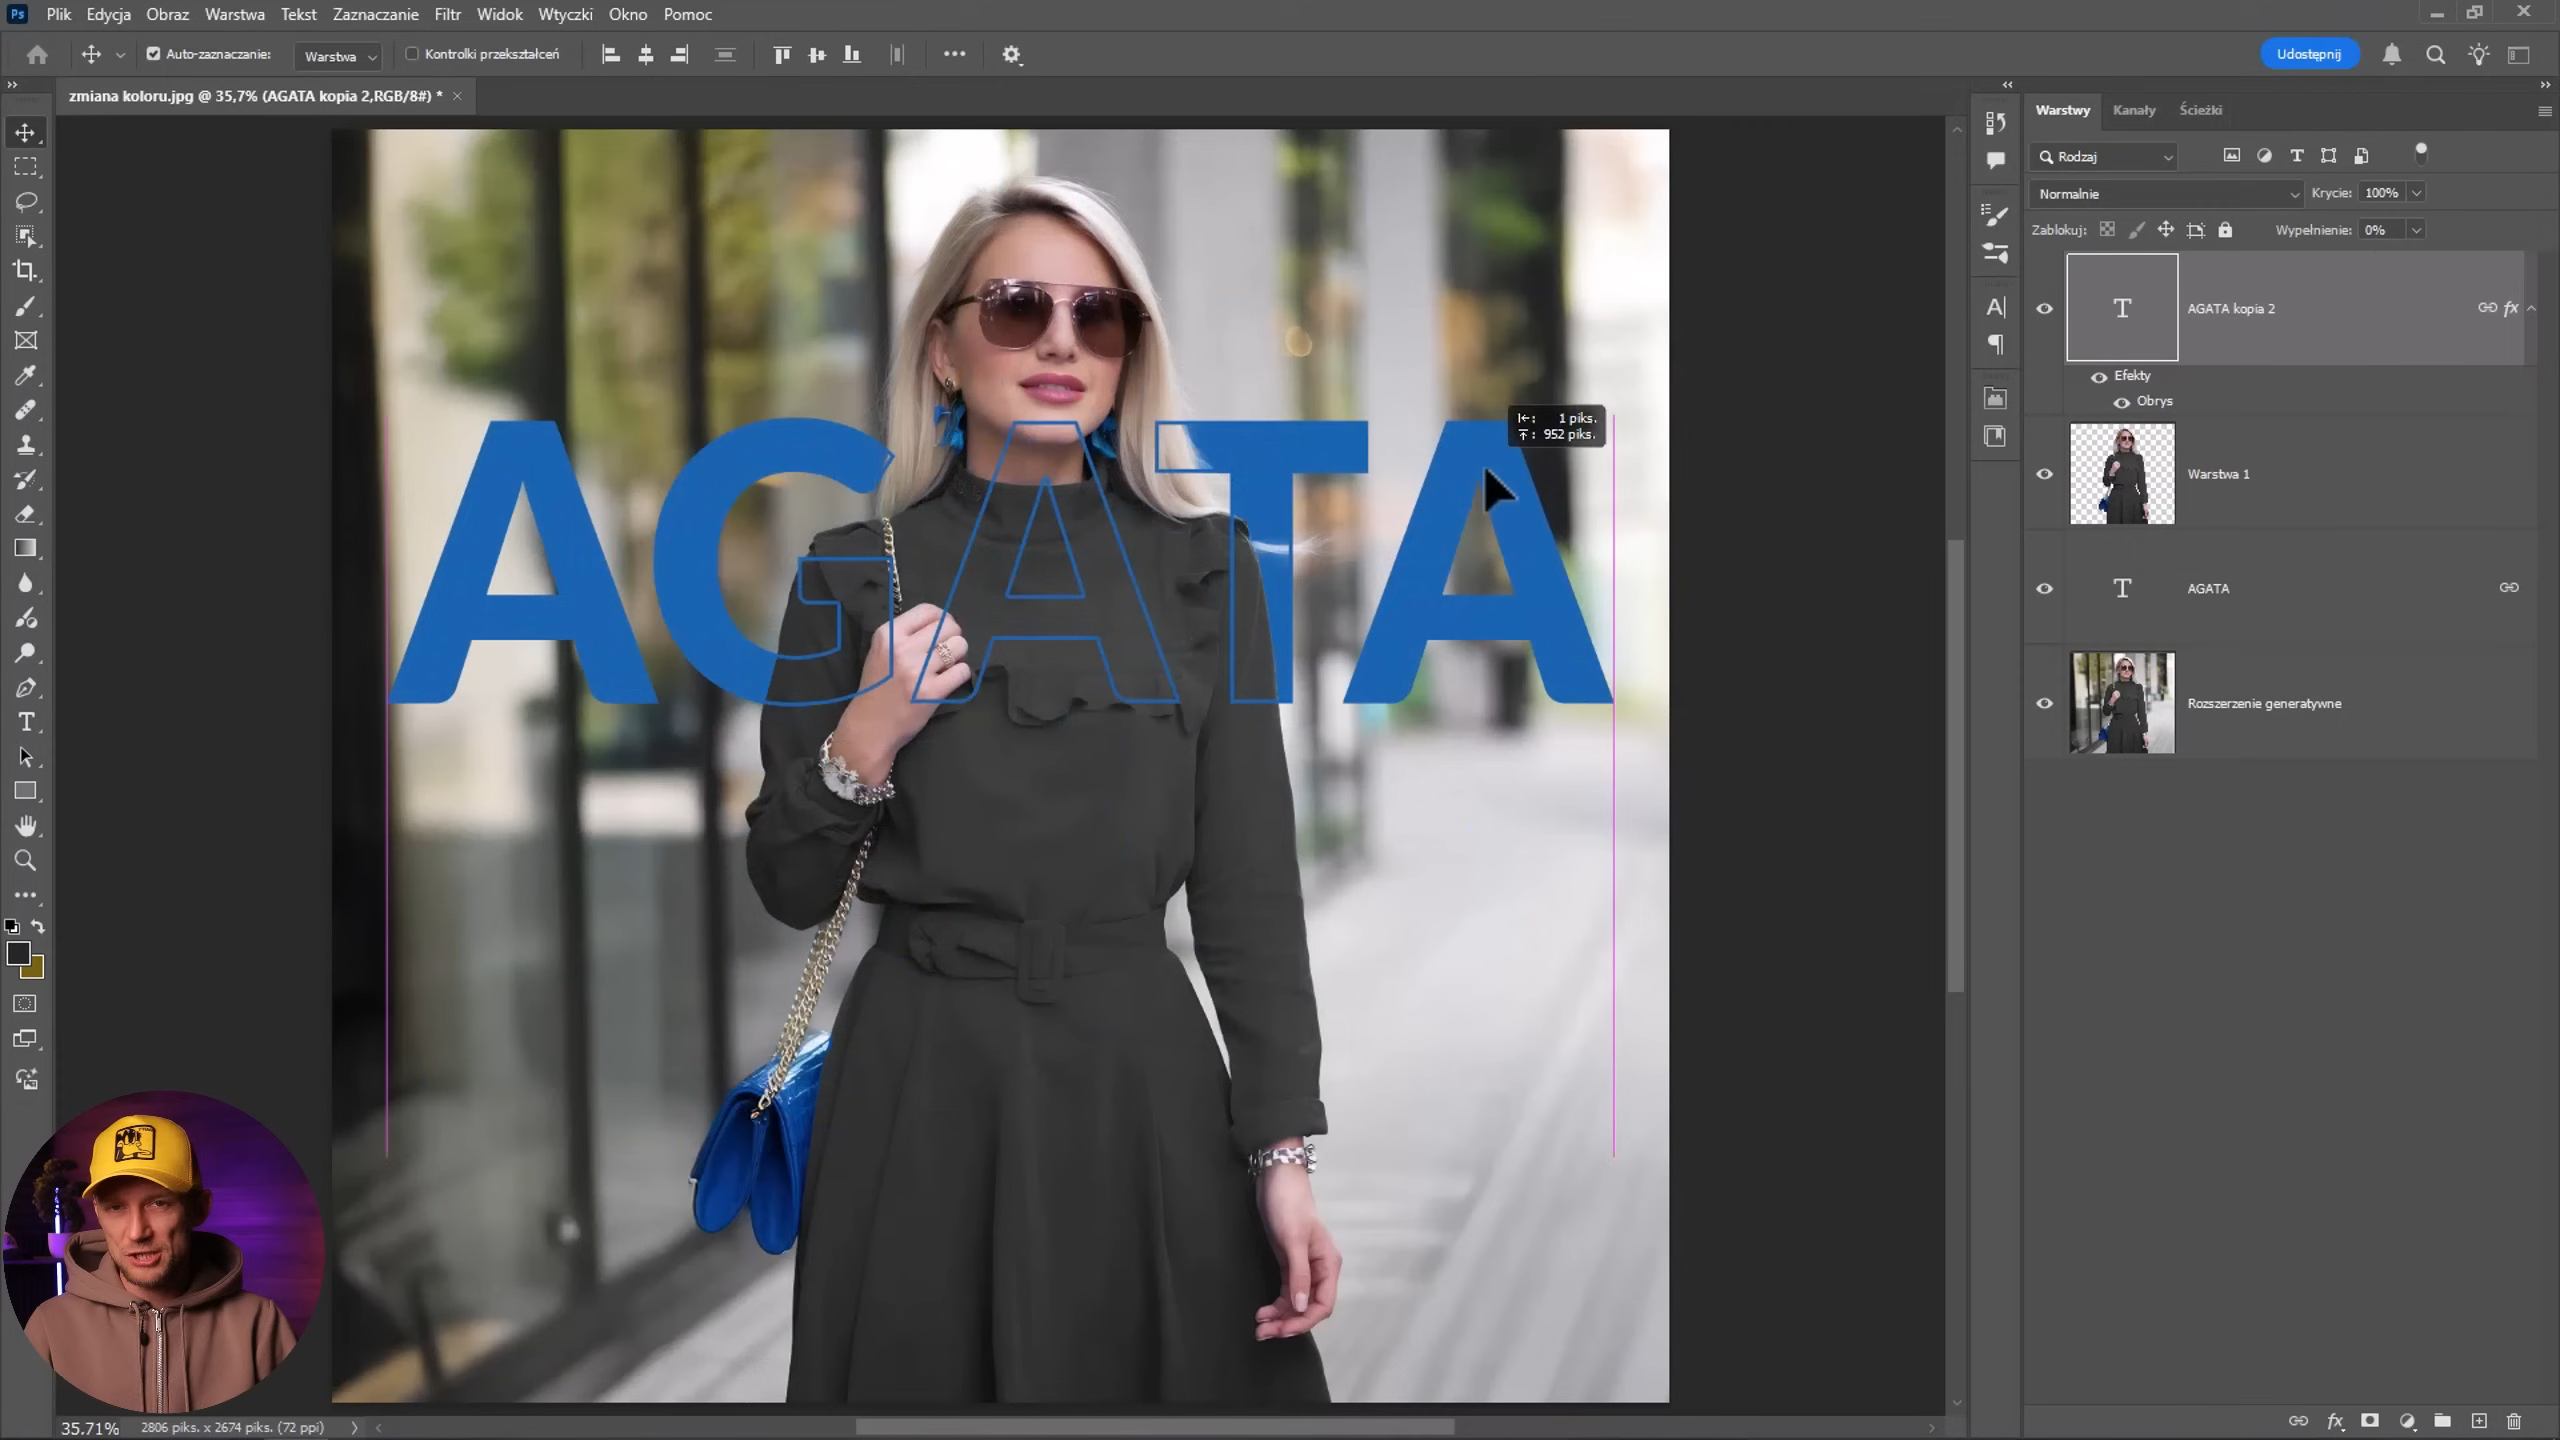 Ps Plik Edycja Obraz Warstwa Tekst Zaznaczanie Filtr Widok Wtyczki Okno Pomoc
Auto-zaznaczanie: Warstwa Kontrolki przekształceń Udostępnij
zmiana koloru.jpg @ 35,7% (AGATA kopia 2,RGB/8#) *
Warstwy Kanały Ścieżki
Rodzaj
Normalnie Krycie: 100%
Zablokuj: Wypełnienie: 0%
T AGATA kopia 2 fx
Efekty
Obrys
Warstwa 1
T AGATA
Rozszerzenie generatywne
1 piks.
952 piks.
AGATA
35.71% 2806 piks. x 2674 piks. (72 ppi)